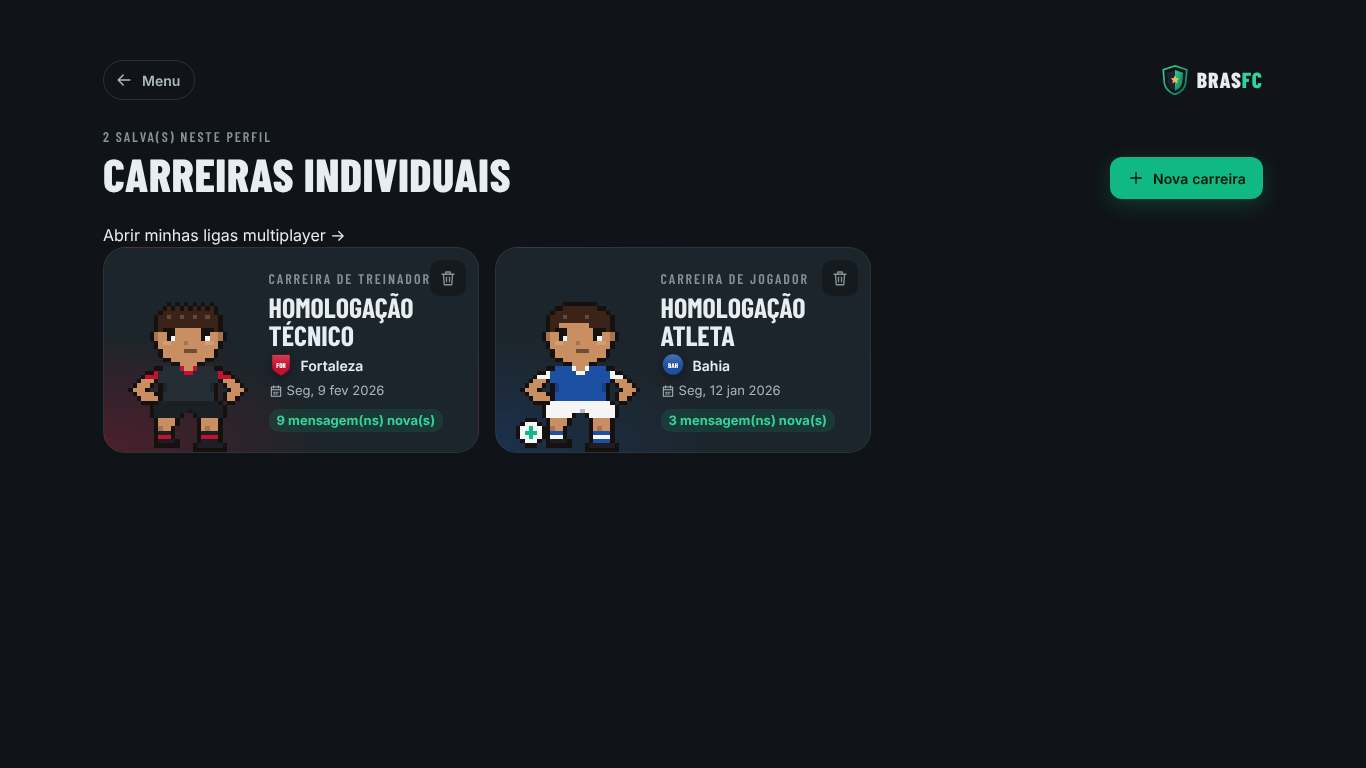 Menu
BRASFC
2 SALVA(S) NESTE PERFIL
CARREIRAS INDIVIDUAIS
Nova carreira
Abrir minhas ligas multiplayer →
CARREIRA DE TREINADOR
HOMOLOGAÇÃO
TÉCNICO
FOR Fortaleza
Seg, 9 fev 2026
9 mensagem(ns) nova(s)
CARREIRA DE JOGADOR
HOMOLOGAÇÃO
ATLETA
BAH Bahia
Seg, 12 jan 2026
3 mensagem(ns) nova(s)